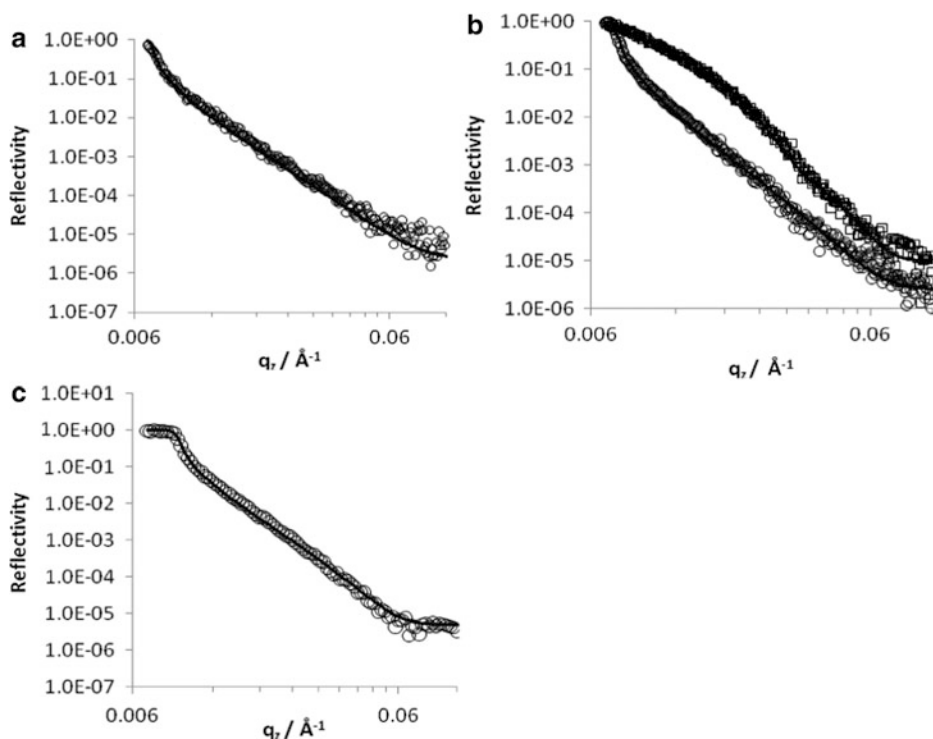 a
Reflectivity
1.0E+00
1.0E-01
1.0E-02
1.0E-03
1.0E-04
1.0E-05
1.0E-06
1.0E-07
0.006
0.06
qz / Å-1
b
Reflectivity
1.0E+00
1.0E-01
1.0E-02
1.0E-03
1.0E-04
1.0E-05
1.0E-06
0.006
0.06
qz / Å-1
c
Reflectivity
1.0E+01
1.0E+00
1.0E-01
1.0E-02
1.0E-03
1.0E-04
1.0E-05
1.0E-06
1.0E-07
0.006
0.06
qz / Å-1